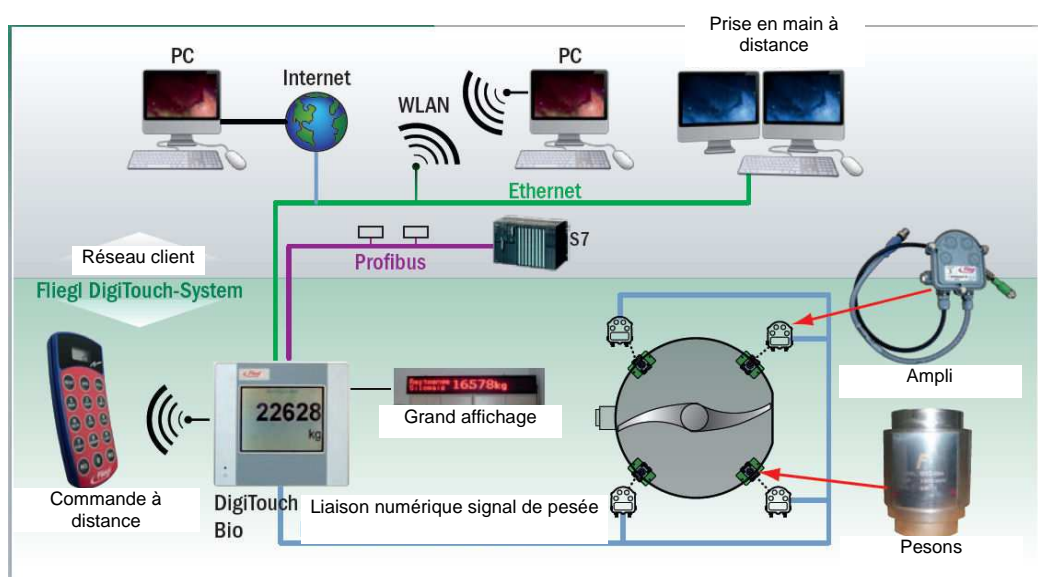 Prise en main à
distance
PC
PC
Internet
WLAN
Ethernet
S7
Profibus
Réseau client
Fliegl DigiTouch-System
Ampli
22628
kg
16578kg
Grand affichage
Commande à
distance
DigiTouch
Bio
Liaison numérique signal de pesée
Pesons